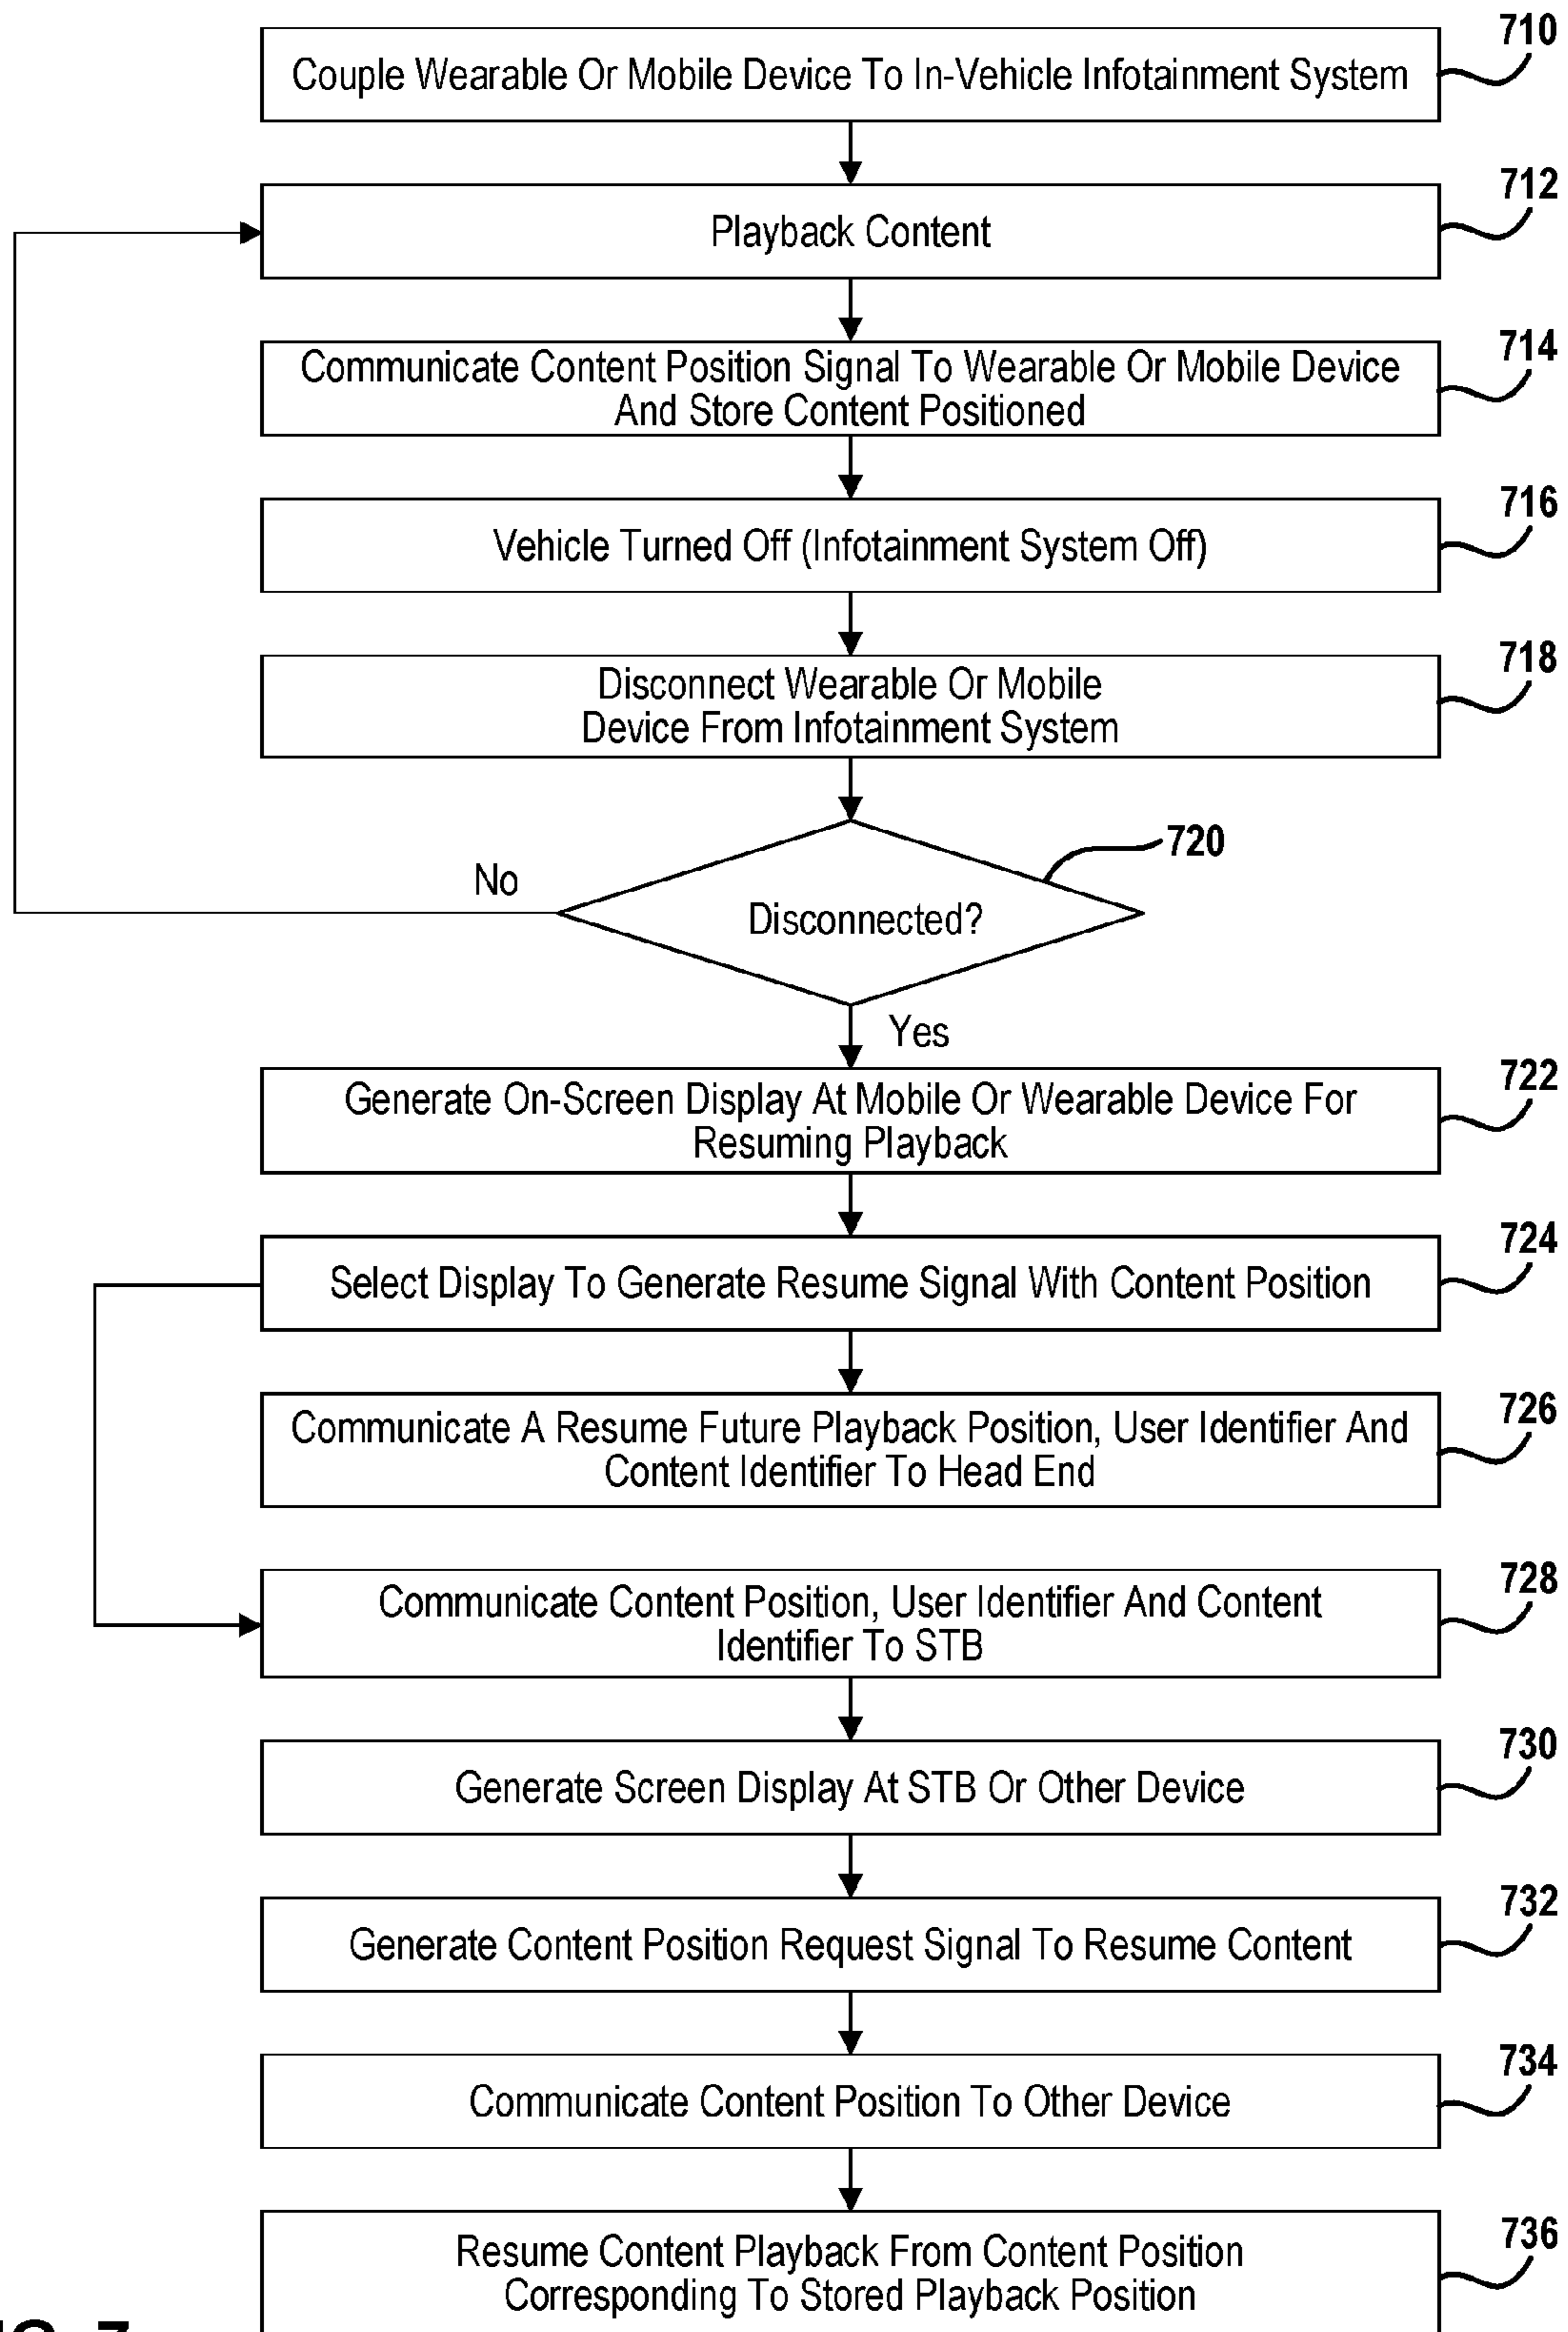 710
Couple Wearable Or Mobile Device To In-Vehicle Infotainment System
712
Playback Content
714
Communicate Content Position Signal To Wearable Or Mobile Device
And Store Content Positioned
716
Vehicle Turned Off (Infotainment System Off)
718
Disconnect Wearable Or Mobile
Device From Infotainment System
720
No
Disconnected?
Yes
722
Generate On-Screen Display At Mobile Or Wearable Device For
Resuming Playback
724
Select Display To Generate Resume Signal With Content Position
726
Communicate A Resume Future Playback Position, User Identifier And
Content Identifier To Head End
728
Communicate Content Position, User Identifier And Content
Identifier To STB
730
Generate Screen Display At STB Or Other Device
732
Generate Content Position Request Signal To Resume Content
734
Communicate Content Position To Other Device
736
Resume Content Playback From Content Position
Corresponding To Stored Playback Position